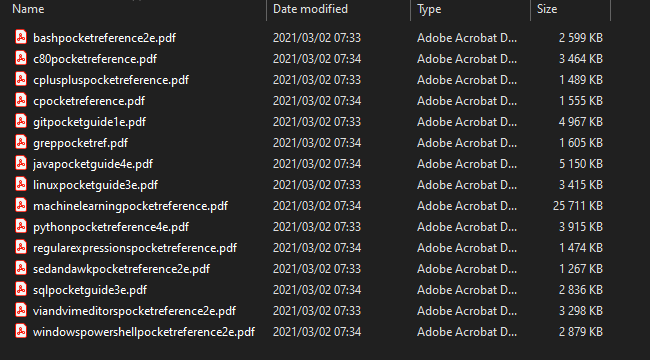 Name Date modified Type Size
bashpocketreference2e.pdf 2021/03/02 07:33 Adobe Acrobat D... 2 599 KB
c80pocketreference.pdf 2021/03/02 07:34 Adobe Acrobat D... 3 464 KB
cpluspluspocketreference.pdf 2021/03/02 07:33 Adobe Acrobat D... 1 489 KB
cpocketreference.pdf 2021/03/02 07:34 Adobe Acrobat D... 1 555 KB
gitpocketguide1e.pdf 2021/03/02 07:33 Adobe Acrobat D... 4 967 KB
greppocketref.pdf 2021/03/02 07:34 Adobe Acrobat D... 1 605 KB
javapocketguide4e.pdf 2021/03/02 07:34 Adobe Acrobat D... 5 150 KB
linuxpocketguide3e.pdf 2021/03/02 07:33 Adobe Acrobat D... 3 415 KB
machinelearningpocketreference.pdf 2021/03/02 07:34 Adobe Acrobat D... 25 711 KB
pythonpocketreference4e.pdf 2021/03/02 07:33 Adobe Acrobat D... 3 915 KB
regularexpressionspocketreference.pdf 2021/03/02 07:34 Adobe Acrobat D... 1 474 KB
sedandawkpocketreference2e.pdf 2021/03/02 07:33 Adobe Acrobat D... 1 267 KB
sqlpocketguide3e.pdf 2021/03/02 07:34 Adobe Acrobat D... 2 836 KB
viandvimeditorspocketreference2e.pdf 2021/03/02 07:33 Adobe Acrobat D... 3 298 KB
windowspowershellpocketreference2e.pdf 2021/03/02 07:34 Adobe Acrobat D... 2 879 KB